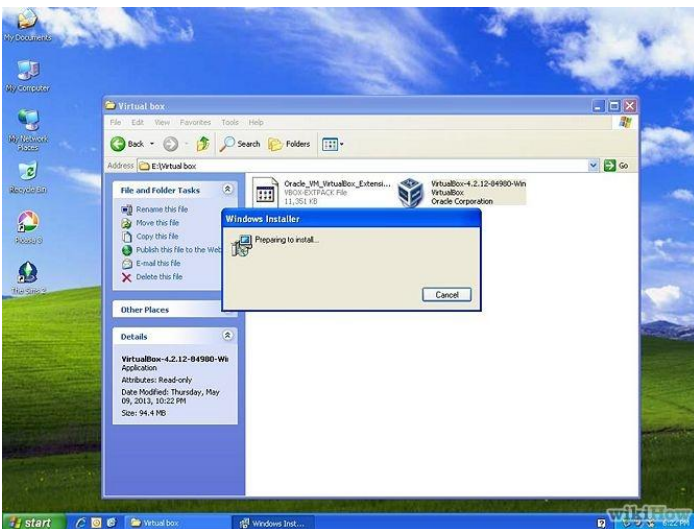 My Documents
My Computer
My Network
Places
Recycle Bin
Picasa 3
The Sims 2
Virtual box
File Edit View Favorites Tools Help
Back
Search
Folders
Address
E:\Virtual box
Go
File and Folder Tasks
Rename this file
Move this file
Copy this file
Publish this file to the Web
E-mail this file
Delete this file
Other Places
Details
VirtualBox-4.2.12-84980-Wi
Application
Attributes: Read-only
Date Modified: Thursday, May
09, 2013, 10:22 PM
Size: 94.4 MB
Oracle_VM_VirtualBox_Extensi...
VBOX-EXTPACK File
11,351 KB
VirtualBox-4.2.12-84980-Win
VirtualBox
Oracle Corporation
Windows Installer
Preparing to install...
Cancel
start
Virtual box
Windows Inst...
wikiHow